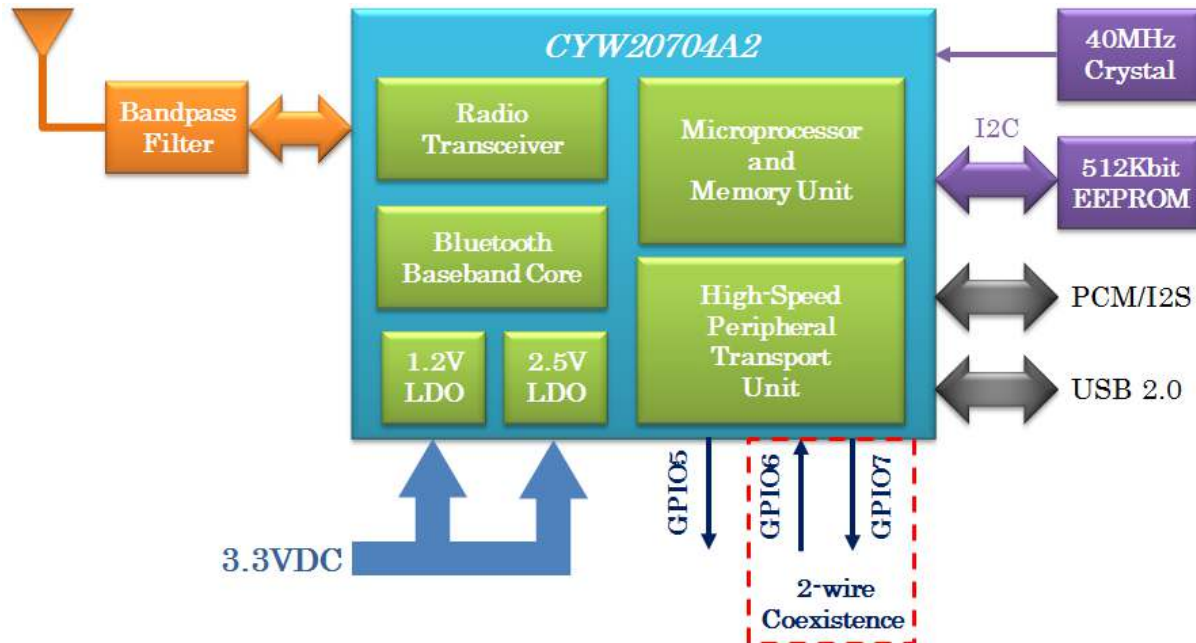 CYW20704A2
40MHz
Crystal
Bandpass
Filter
Radio
Transceiver
Microprocessor
and
Memory Unit
I2C
512Kbit
EEPROM
Bluetooth
Baseband Core
High-Speed
Peripheral
Transport
Unit
PCM/I2S
1.2V
LDO
2.5V
LDO
USB 2.0
GPIO5
GPIO6
GPIO7
3.3VDC
2-wire
Coexistence